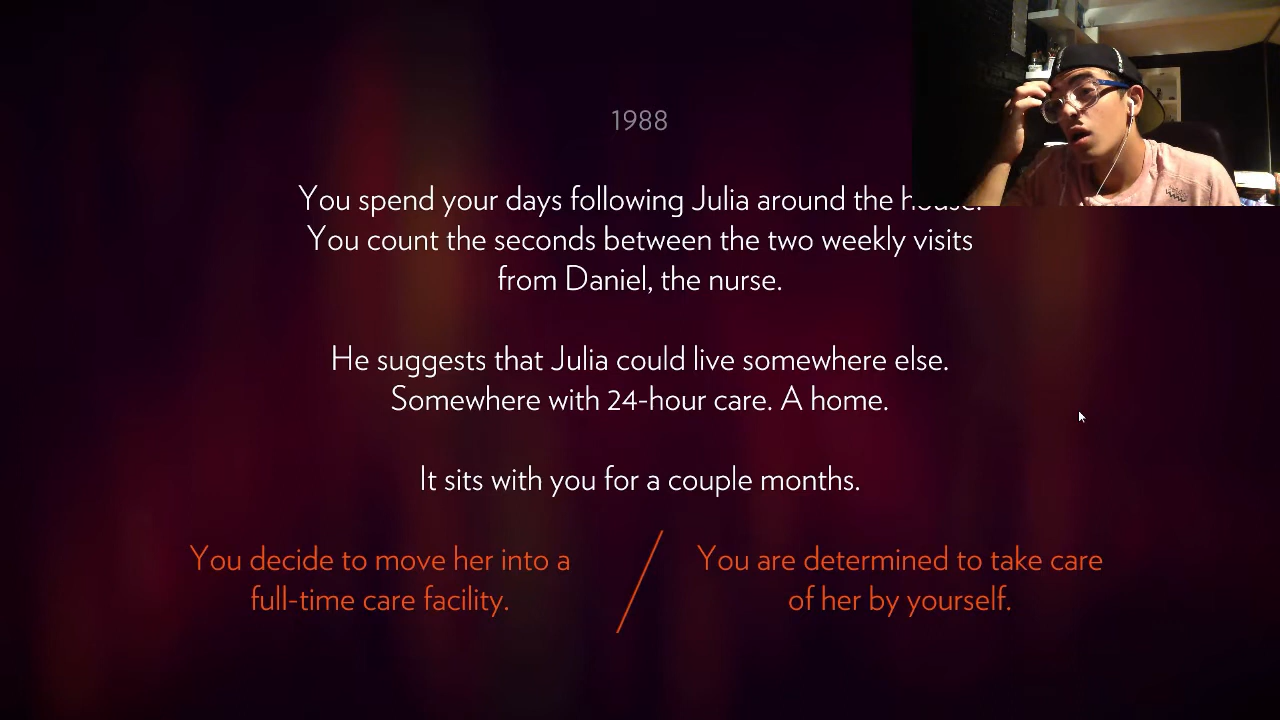 1988
You spend your days following Julia around the house.
You count the seconds between the two weekly visits
from Daniel, the nurse.
He suggests that Julia could live somewhere else.
Somewhere with 24-hour care. A home.
It sits with you for a couple months.
You decide to move her into a
full-time care facility.
/
You are determined to take care
of her by yourself.